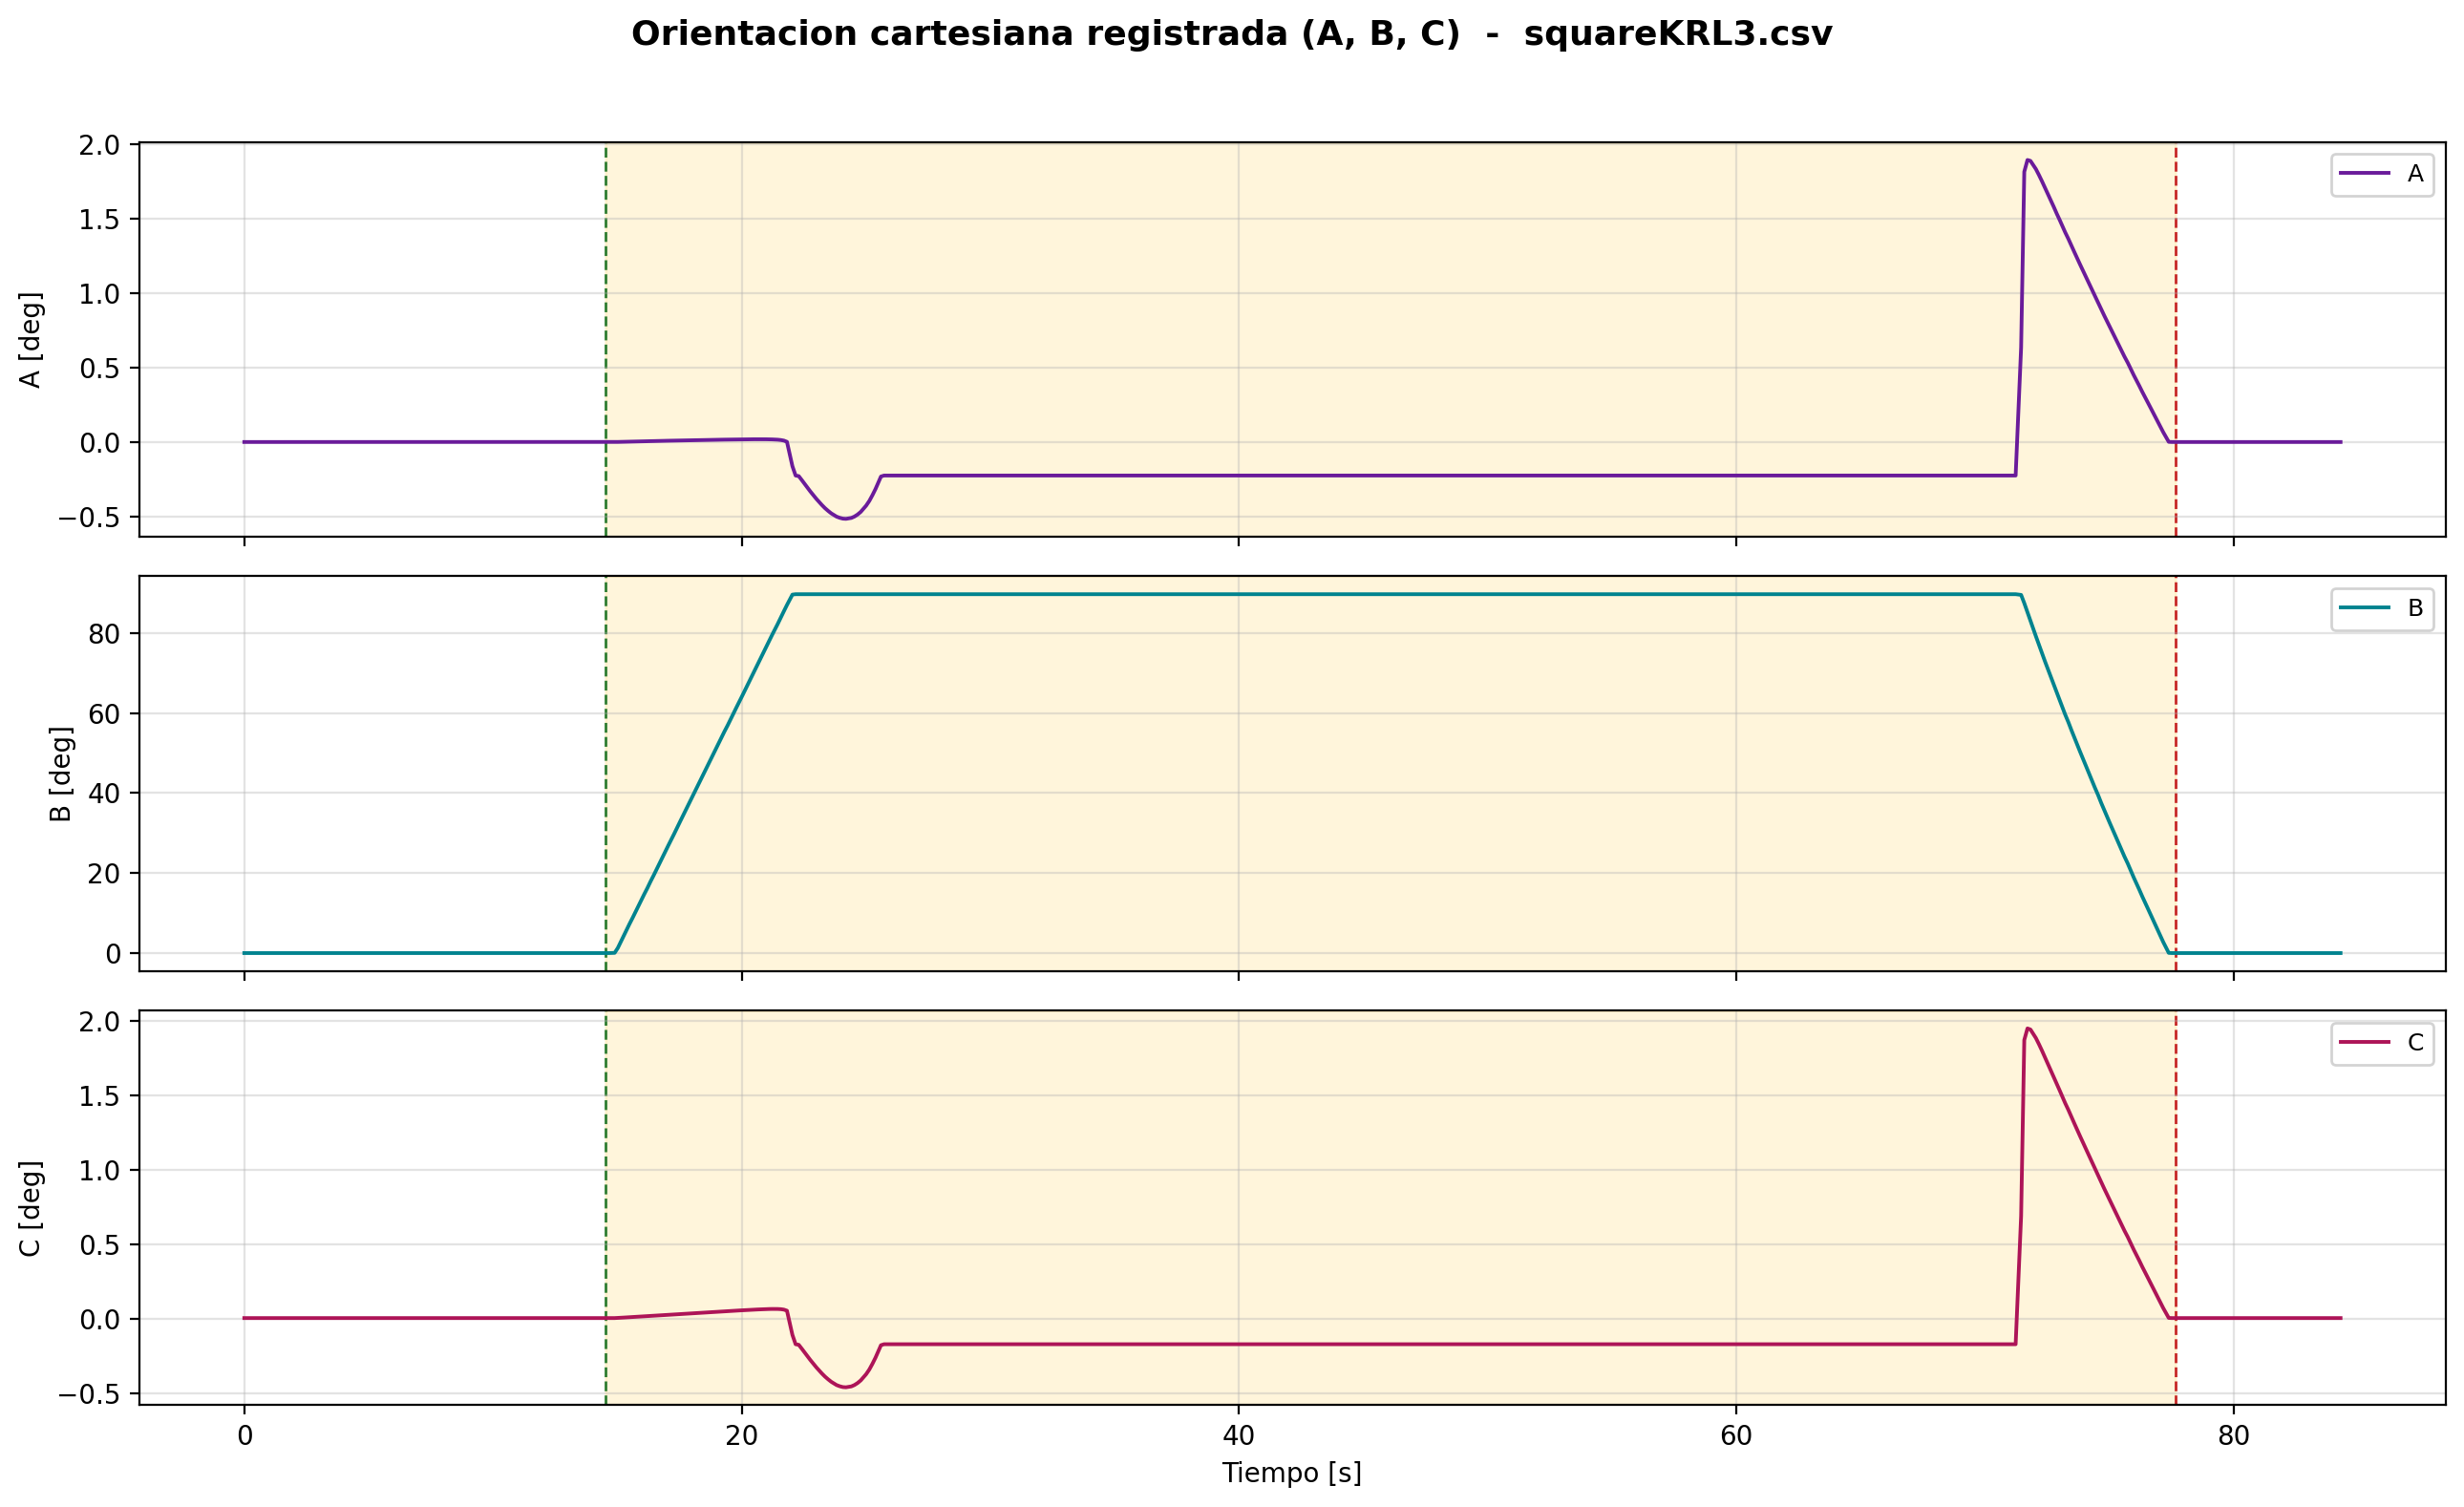 Orientacion cartesiana registrada (A, B, C)  -  squareKRL3.csv
A [deg]
2.0
1.5
1.0
0.5
0.0
−0.5
A
B [deg]
80
60
40
20
0
B
C [deg]
2.0
1.5
1.0
0.5
0.0
−0.5
C
0 20 40 60 80
Tiempo [s]